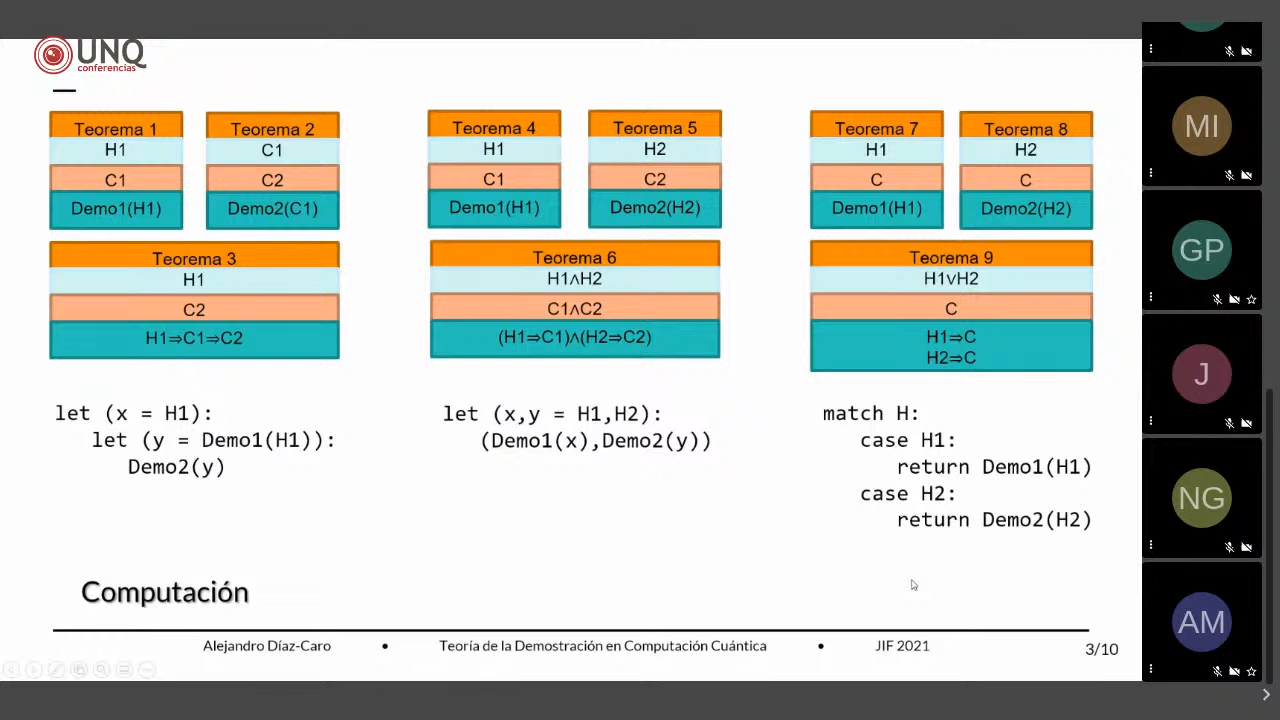 UNQ
conferencias
Teorema 1
H1
C1
Demo1(H1)
Teorema 2
C1
C2
Demo2(C1)
Teorema 3
H1
C2
H1⇒C1⇒C2
let (x = H1):
let (y = Demo1(H1)):
Demo2(y)
Teorema 4
H1
C1
Demo1(H1)
Teorema 5
H2
C2
Demo2(H2)
Teorema 6
H1∧H2
C1∧C2
(H1⇒C1)∧(H2⇒C2)
let (x,y = H1,H2):
(Demo1(x),Demo2(y))
Teorema 7
H1
C
Demo1(H1)
Teorema 8
H2
C
Demo2(H2)
Teorema 9
H1∨H2
C
H1⇒C
H2⇒C
match H:
case H1:
return Demo1(H1)
case H2:
return Demo2(H2)
Computación
Alejandro Díaz-Caro • Teoría de la Demostración en Computación Cuántica • JIF 2021
3/10
MI
GP
J
NG
AM